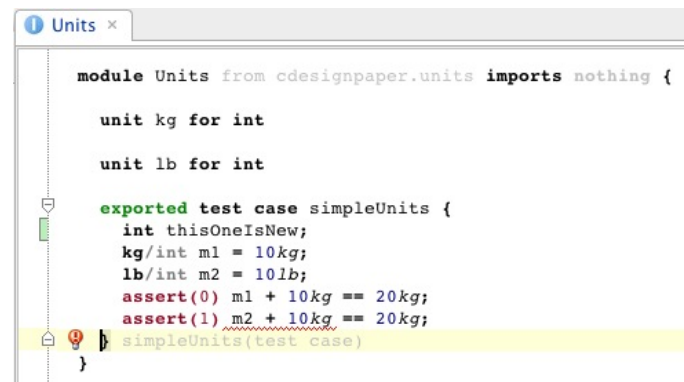 Units ×
module Units from cdesignpaper.units imports nothing {
unit kg for int
unit lb for int
exported test case simpleUnits {
int thisOneIsNew;
kg/int m1 = 10kg;
lb/int m2 = 10lb;
assert(0) m1 + 10kg == 20kg;
assert(1) m2 + 10kg == 20kg;
} simpleUnits(test case)
}